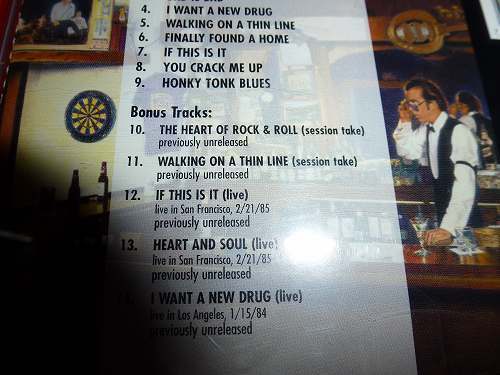 4. I WANT A NEW DRUG
5. WALKING ON A THIN LINE
6. FINALLY FOUND A HOME
7. IF THIS IS IT
8. YOU CRACK ME UP
9. HONKY TONK BLUES
Bonus Tracks:
10. THE HEART OF ROCK & ROLL (session take)
previously unreleased
11. WALKING ON A THIN LINE (session take)
previously unreleased
12. IF THIS IS IT (live)
live in San Francisco, 2/21/85
previously unreleased
13. HEART AND SOUL (live)
live in San Francisco, 2/21/85
previously unreleased
I WANT A NEW DRUG (live)
live in Los Angeles, 1/15/84
previously unreleased